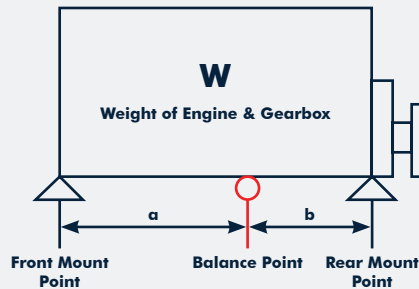 W
Weight of Engine & Gearbox
a
b
Front Mount
Point
Balance Point
Rear Mount
Point